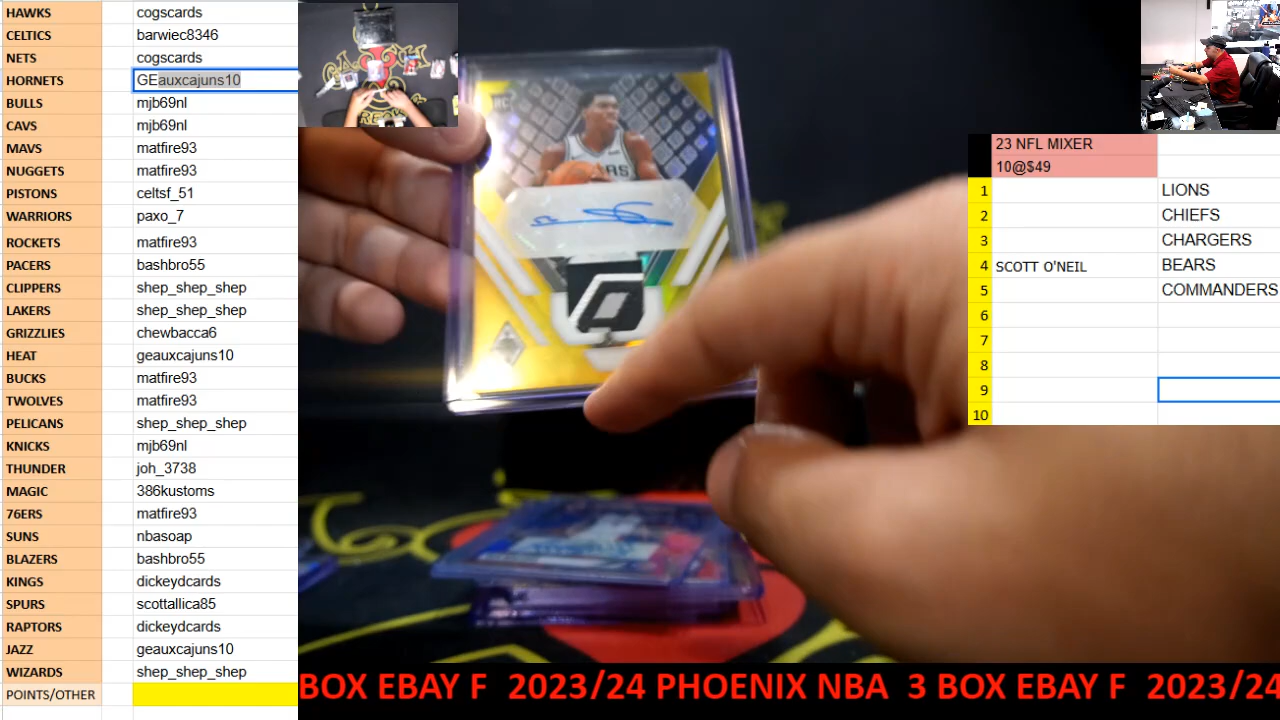 HAWKS cogscards
CELTICS barwiec8346
NETS cogscards
HORNETS GEauxcajuns10
BULLS mjb69nl
CAVS mjb69nl
MAVS matfire93
NUGGETS matfire93
PISTONS celtsf_51
WARRIORS paxo_7
ROCKETS matfire93
PACERS bashbro55
CLIPPERS shep_shep_shep
LAKERS shep_shep_shep
GRIZZLIES chewbacca6
HEAT geauxcajuns10
BUCKS matfire93
TWOLVES matfire93
PELICANS shep_shep_shep
KNICKS mjb69nl
THUNDER joh_3738
MAGIC 386kustoms
76ERS matfire93
SUNS nbasoap
BLAZERS bashbro55
KINGS dickeydcards
SPURS scottallica85
RAPTORS dickeydcards
JAZZ geauxcajuns10
WIZARDS shep_shep_shep
POINTS/OTHER
RC
23 NFL MIXER
10@$49
1 LIONS
2 CHIEFS
3 CHARGERS
4 SCOTT O'NEIL BEARS
5 COMMANDERS
6
7
8
9
10
BOX EBAY F 2023/24 PHOENIX NBA 3 BOX EBAY F 2023/24